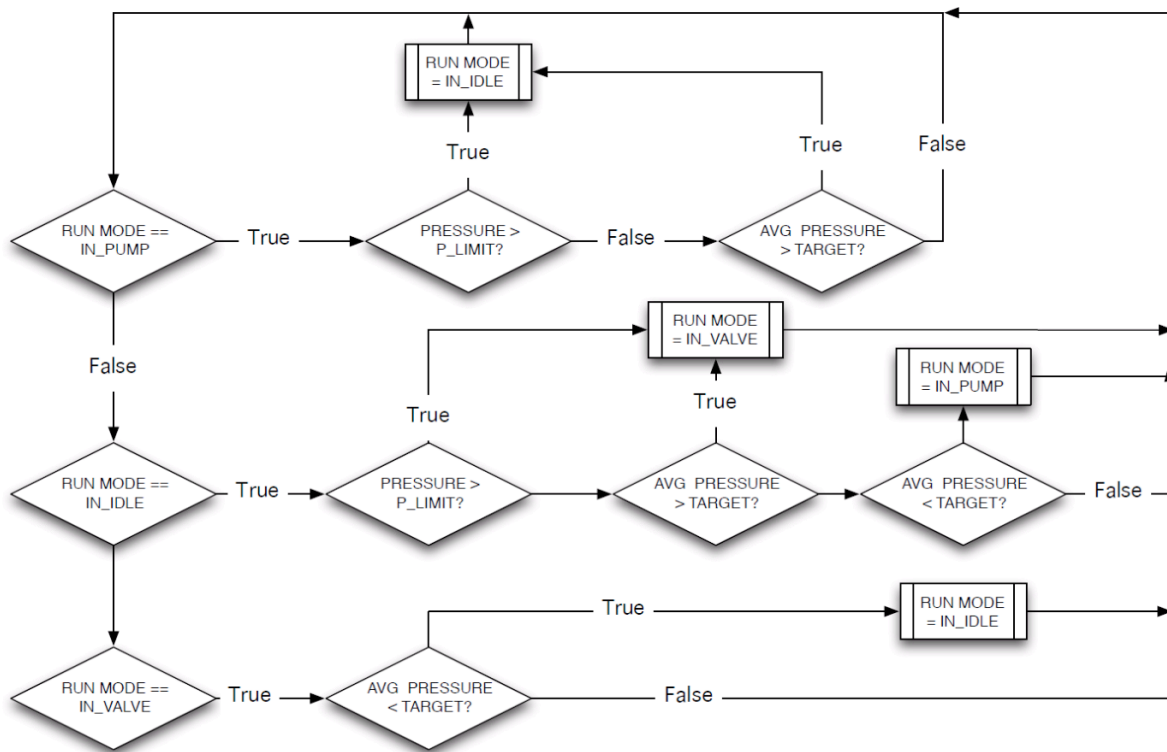 RUN MODE
= IN_IDLE
True
True
False
RUN MODE ==
IN_PUMP
True
PRESSURE >
P_LIMIT?
False
AVG PRESSURE
> TARGET?
RUN MODE
= IN_VALVE
False
RUN MODE
= IN_PUMP
True
True
RUN MODE ==
IN_IDLE
True
PRESSURE >
P_LIMIT?
AVG PRESSURE
> TARGET?
AVG PRESSURE
< TARGET?
False
True
RUN MODE
= IN_IDLE
RUN MODE ==
IN_VALVE
True
AVG PRESSURE
< TARGET?
False